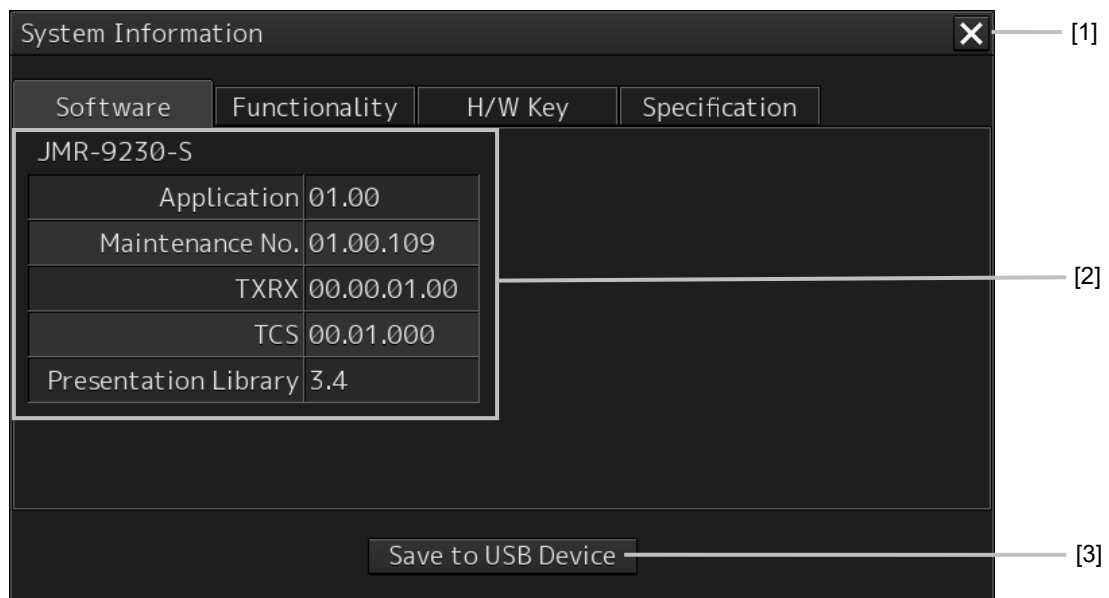 System Information
[1]
Software Functionality H/W Key Specification
JMR-9230-S
Application 01.00
Maintenance No. 01.00.109
TXRX 00.00.01.00
[2]
TCS 00.01.000
Presentation Library 3.4
Save to USB Device
[3]